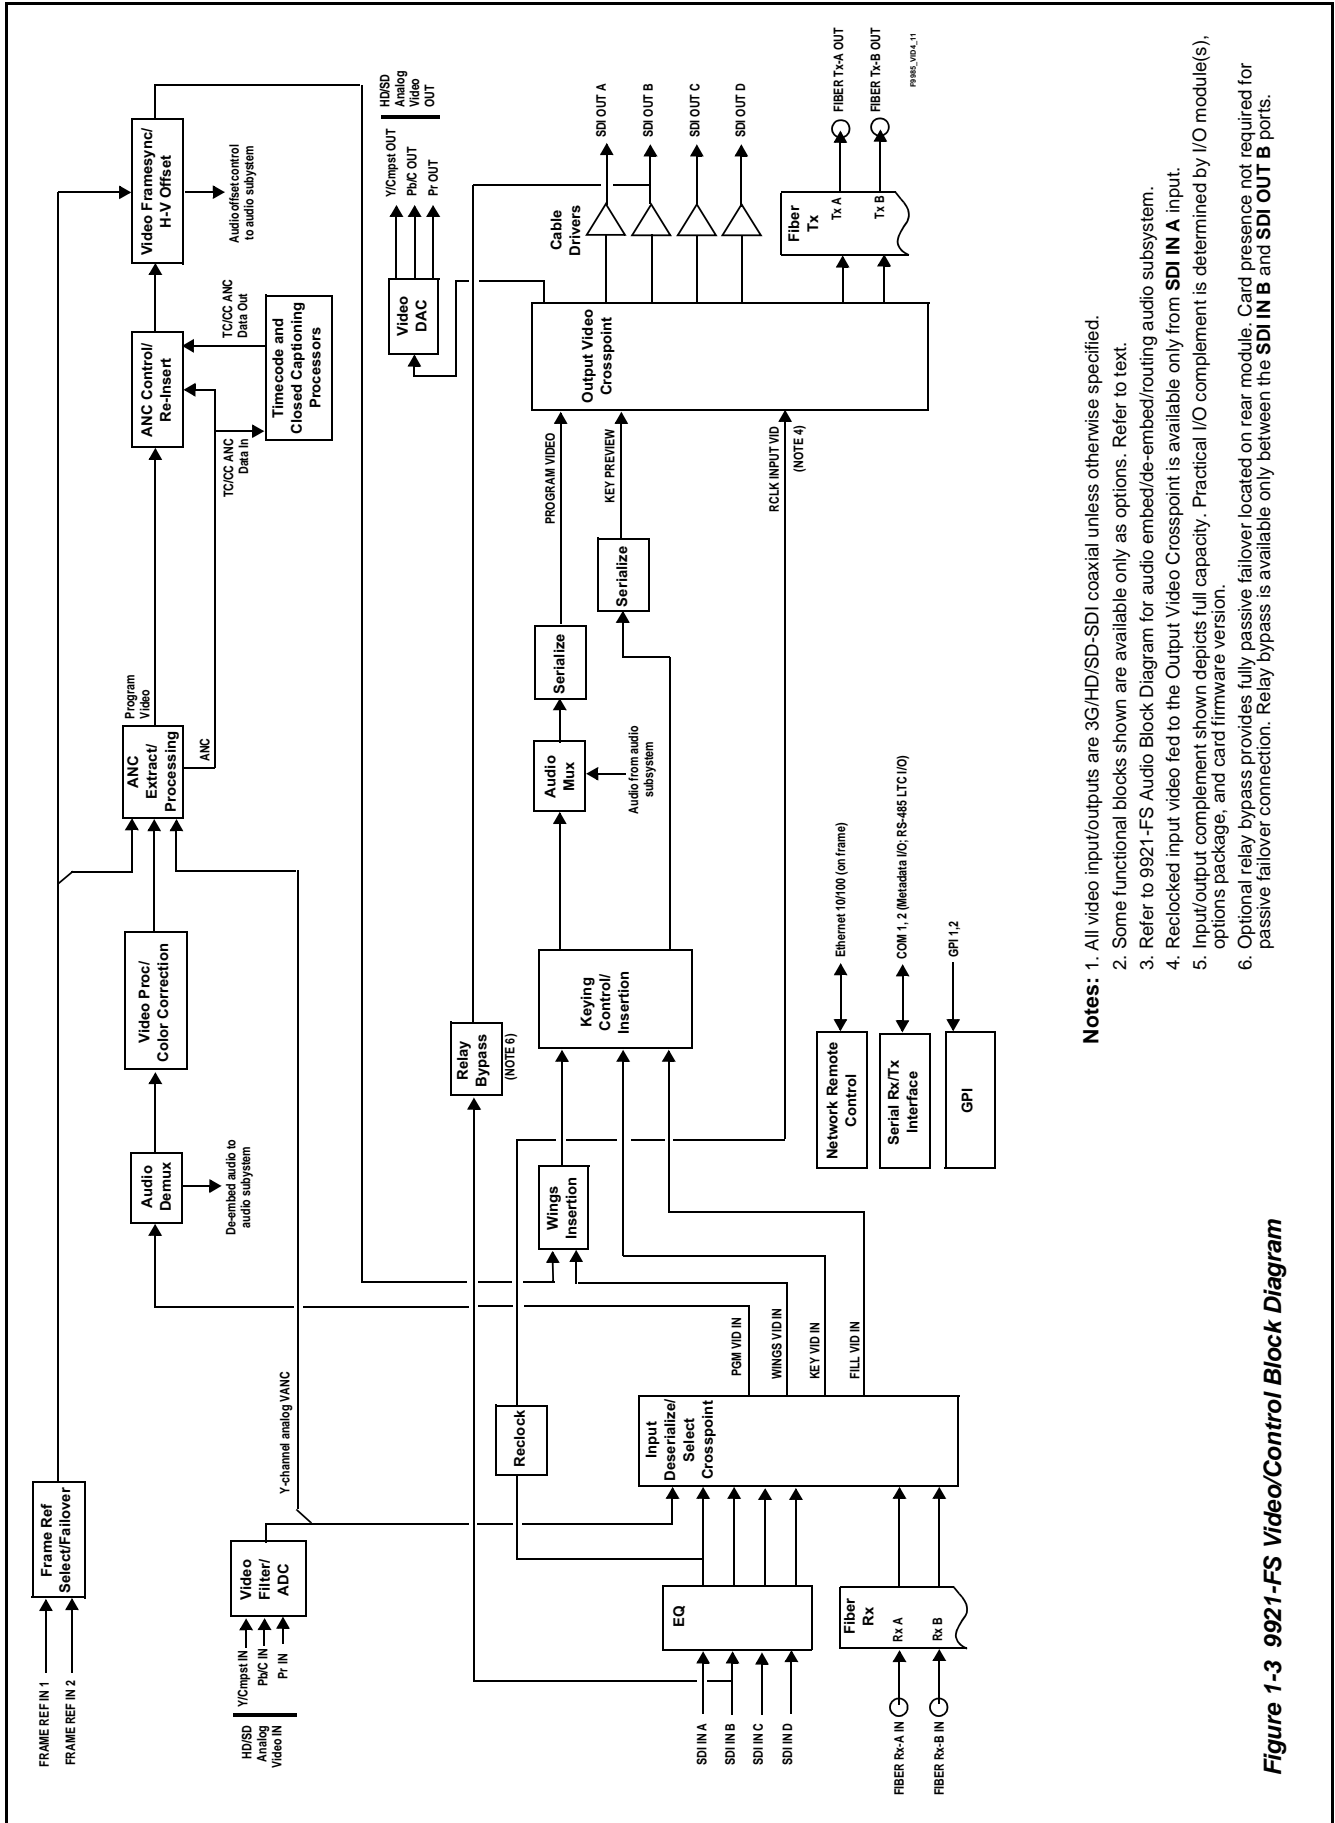 FRAME REF IN 1
FRAME REF IN 2
Frame Ref
Select/Failover
HD/SD
Analog
Video IN
Y/Cmpst IN
Pb/C IN
Pr IN
Video
Filter/
ADC
Y-channel analog VANC
Audio
Demux
De-embed audio to
audio subystem
Video Proc/
Color Correction
ANC
Extract/
Processing
Program
Video
ANC
TC/CC ANC
Data In
ANC Control/
Re-Insert
Timecode and
Closed Captioning
Processors
TC/CC ANC
Data Out
Video Framesync/
H-V Offset
Audio offset control
to audio subystem
SDI IN A
SDI IN B
SDI IN C
SDI IN D
EQ
Reclock
FIBER Rx-A IN
FIBER Rx-B IN
Fiber
Rx
Rx A
Rx B
Input
Deserialize/
Select
Crosspoint
PGM VID IN
WINGS VID IN
KEY VID IN
FILL VID IN
Wings
Insertion
Relay
Bypass
(NOTE 6)
Keying
Control/
Insertion
Audio
Mux
Audio from audio
subsystem
Serialize
Serialize
PROGRAM VIDEO
KEY PREVIEW
RCLK INPUT VID
(NOTE 4)
Output Video
Crosspoint
Video
DAC
Y/Cmpst OUT
Pb/C OUT
Pr OUT
HD/SD
Analog
Video
OUT
Cable
Drivers
SDI OUT A
SDI OUT B
SDI OUT C
SDI OUT D
Fiber
Tx
Tx A
Tx B
FIBER Tx-A OUT
FIBER Tx-B OUT
F9985_VID4_11
Network Remote
Control
Ethernet 10/100 (on frame)
Serial Rx/Tx
Interface
COM 1, 2 (Metadata I/O; RS-485 LTC I/O)
GPI
GPI 1,2
Notes: 1. All video input/outputs are 3G/HD/SD-SDI coaxial unless otherwise specified.
2. Some functional blocks shown are available only as options. Refer to text.
3. Refer to 9921-FS Audio Block Diagram for audio embed/de-embed/routing audio subsystem.
4. Reclocked input video fed to the Output Video Crosspoint is available only from SDI IN A input.
5. Input/output complement shown depicts full capacity. Practical I/O complement is determined by I/O module(s),
options package, and card firmware version.
6. Optional relay bypass provides fully passive failover located on rear module. Card presence not required for
passive failover connection. Relay bypass is available only between the SDI IN B and SDI OUT B ports.
Figure 1-3 9921-FS Video/Control Block Diagram